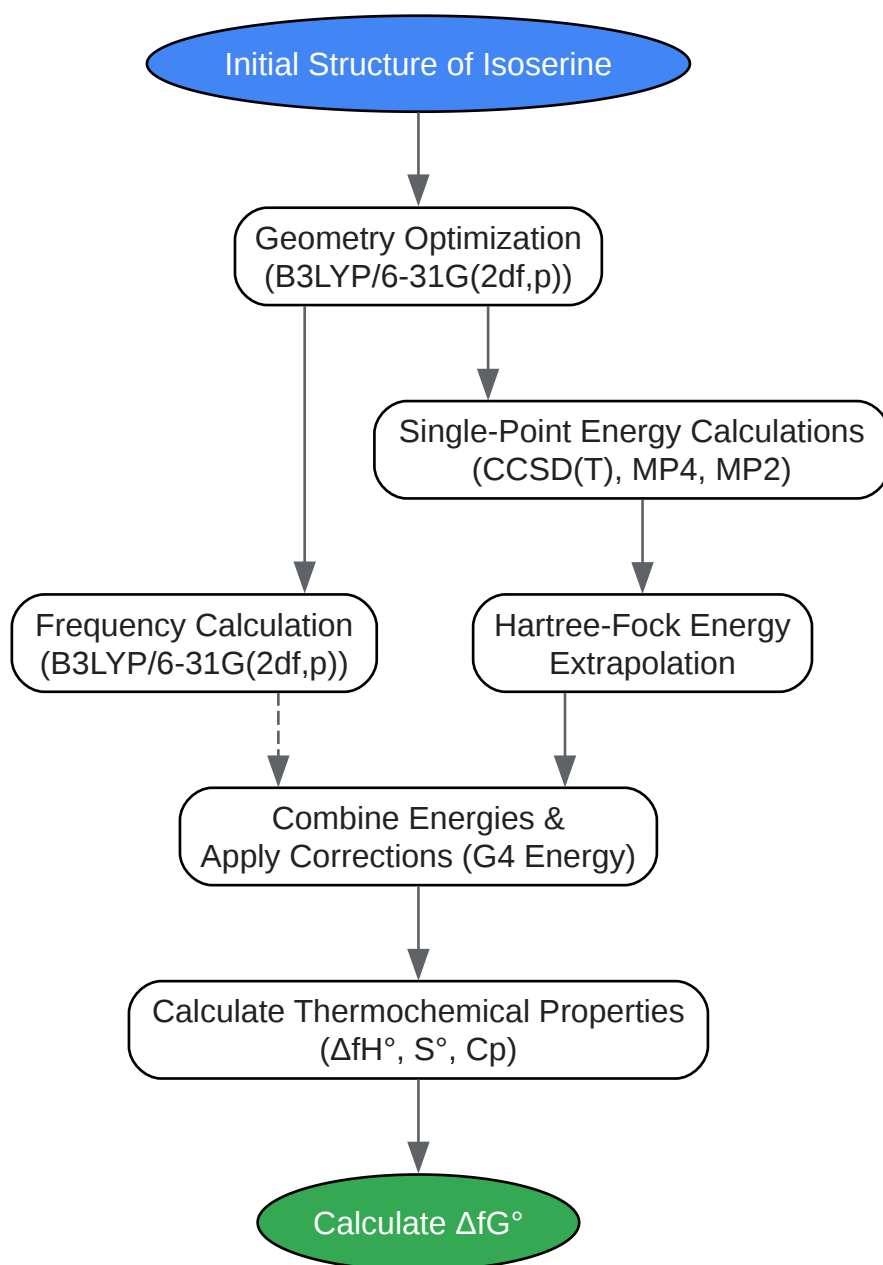 Initial Structure of Isoserine
Geometry Optimization
(B3LYP/6-31G(2df,p))
Single-Point Energy Calculations
(CCSD(T), MP4, MP2)
Frequency Calculation
(B3LYP/6-31G(2df,p))
Hartree-Fock Energy
Extrapolation
Combine Energies &
Apply Corrections (G4 Energy)
Calculate Thermochemical Properties
(ΔfH°, S°, Cp)
Calculate ΔfG°